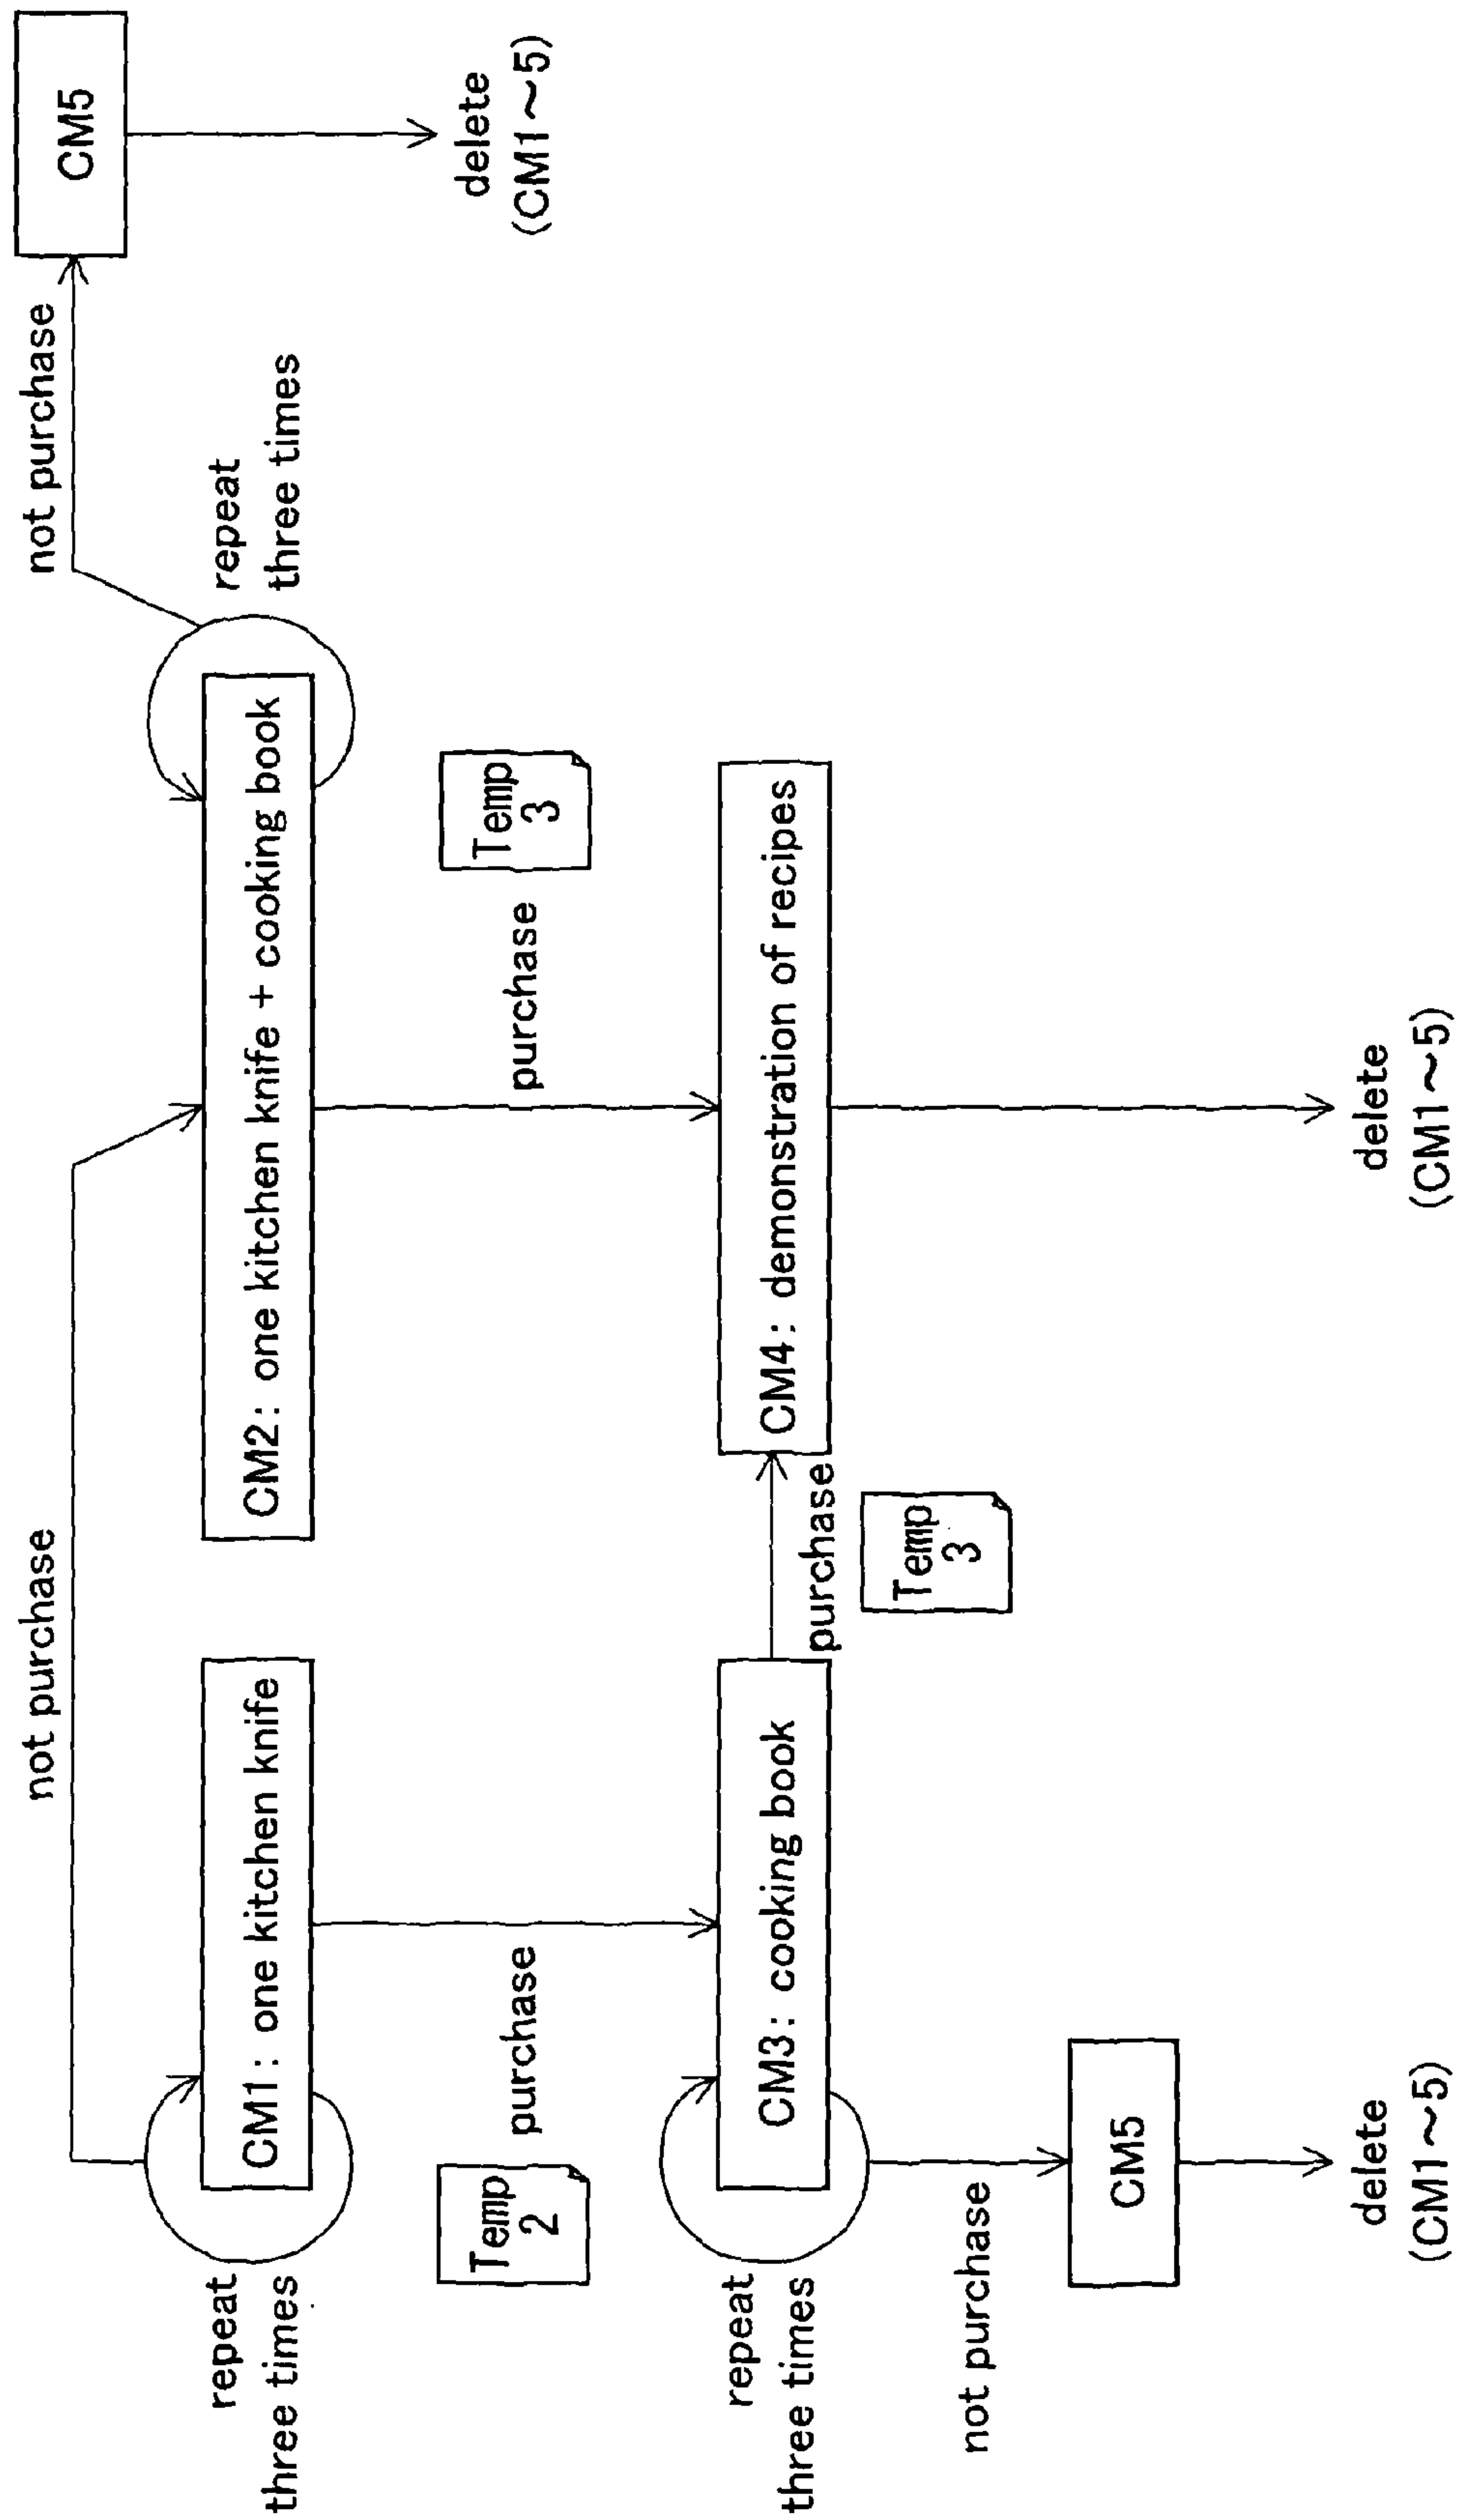 not purchase
not purchase
CM5
repeat
three times
CM1: one kitchen knife
CM2: one kitchen knife + cooking book
repeat
three times
delete
(CM1~5)
Temp
2
purchase
purchase
Temp
3
repeat
three times
CM3: cooking book
purchase
CM4: demonstration of recipes
Temp
3
not purchase
CM5
delete
(CM1~5)
delete
(CM1~5)